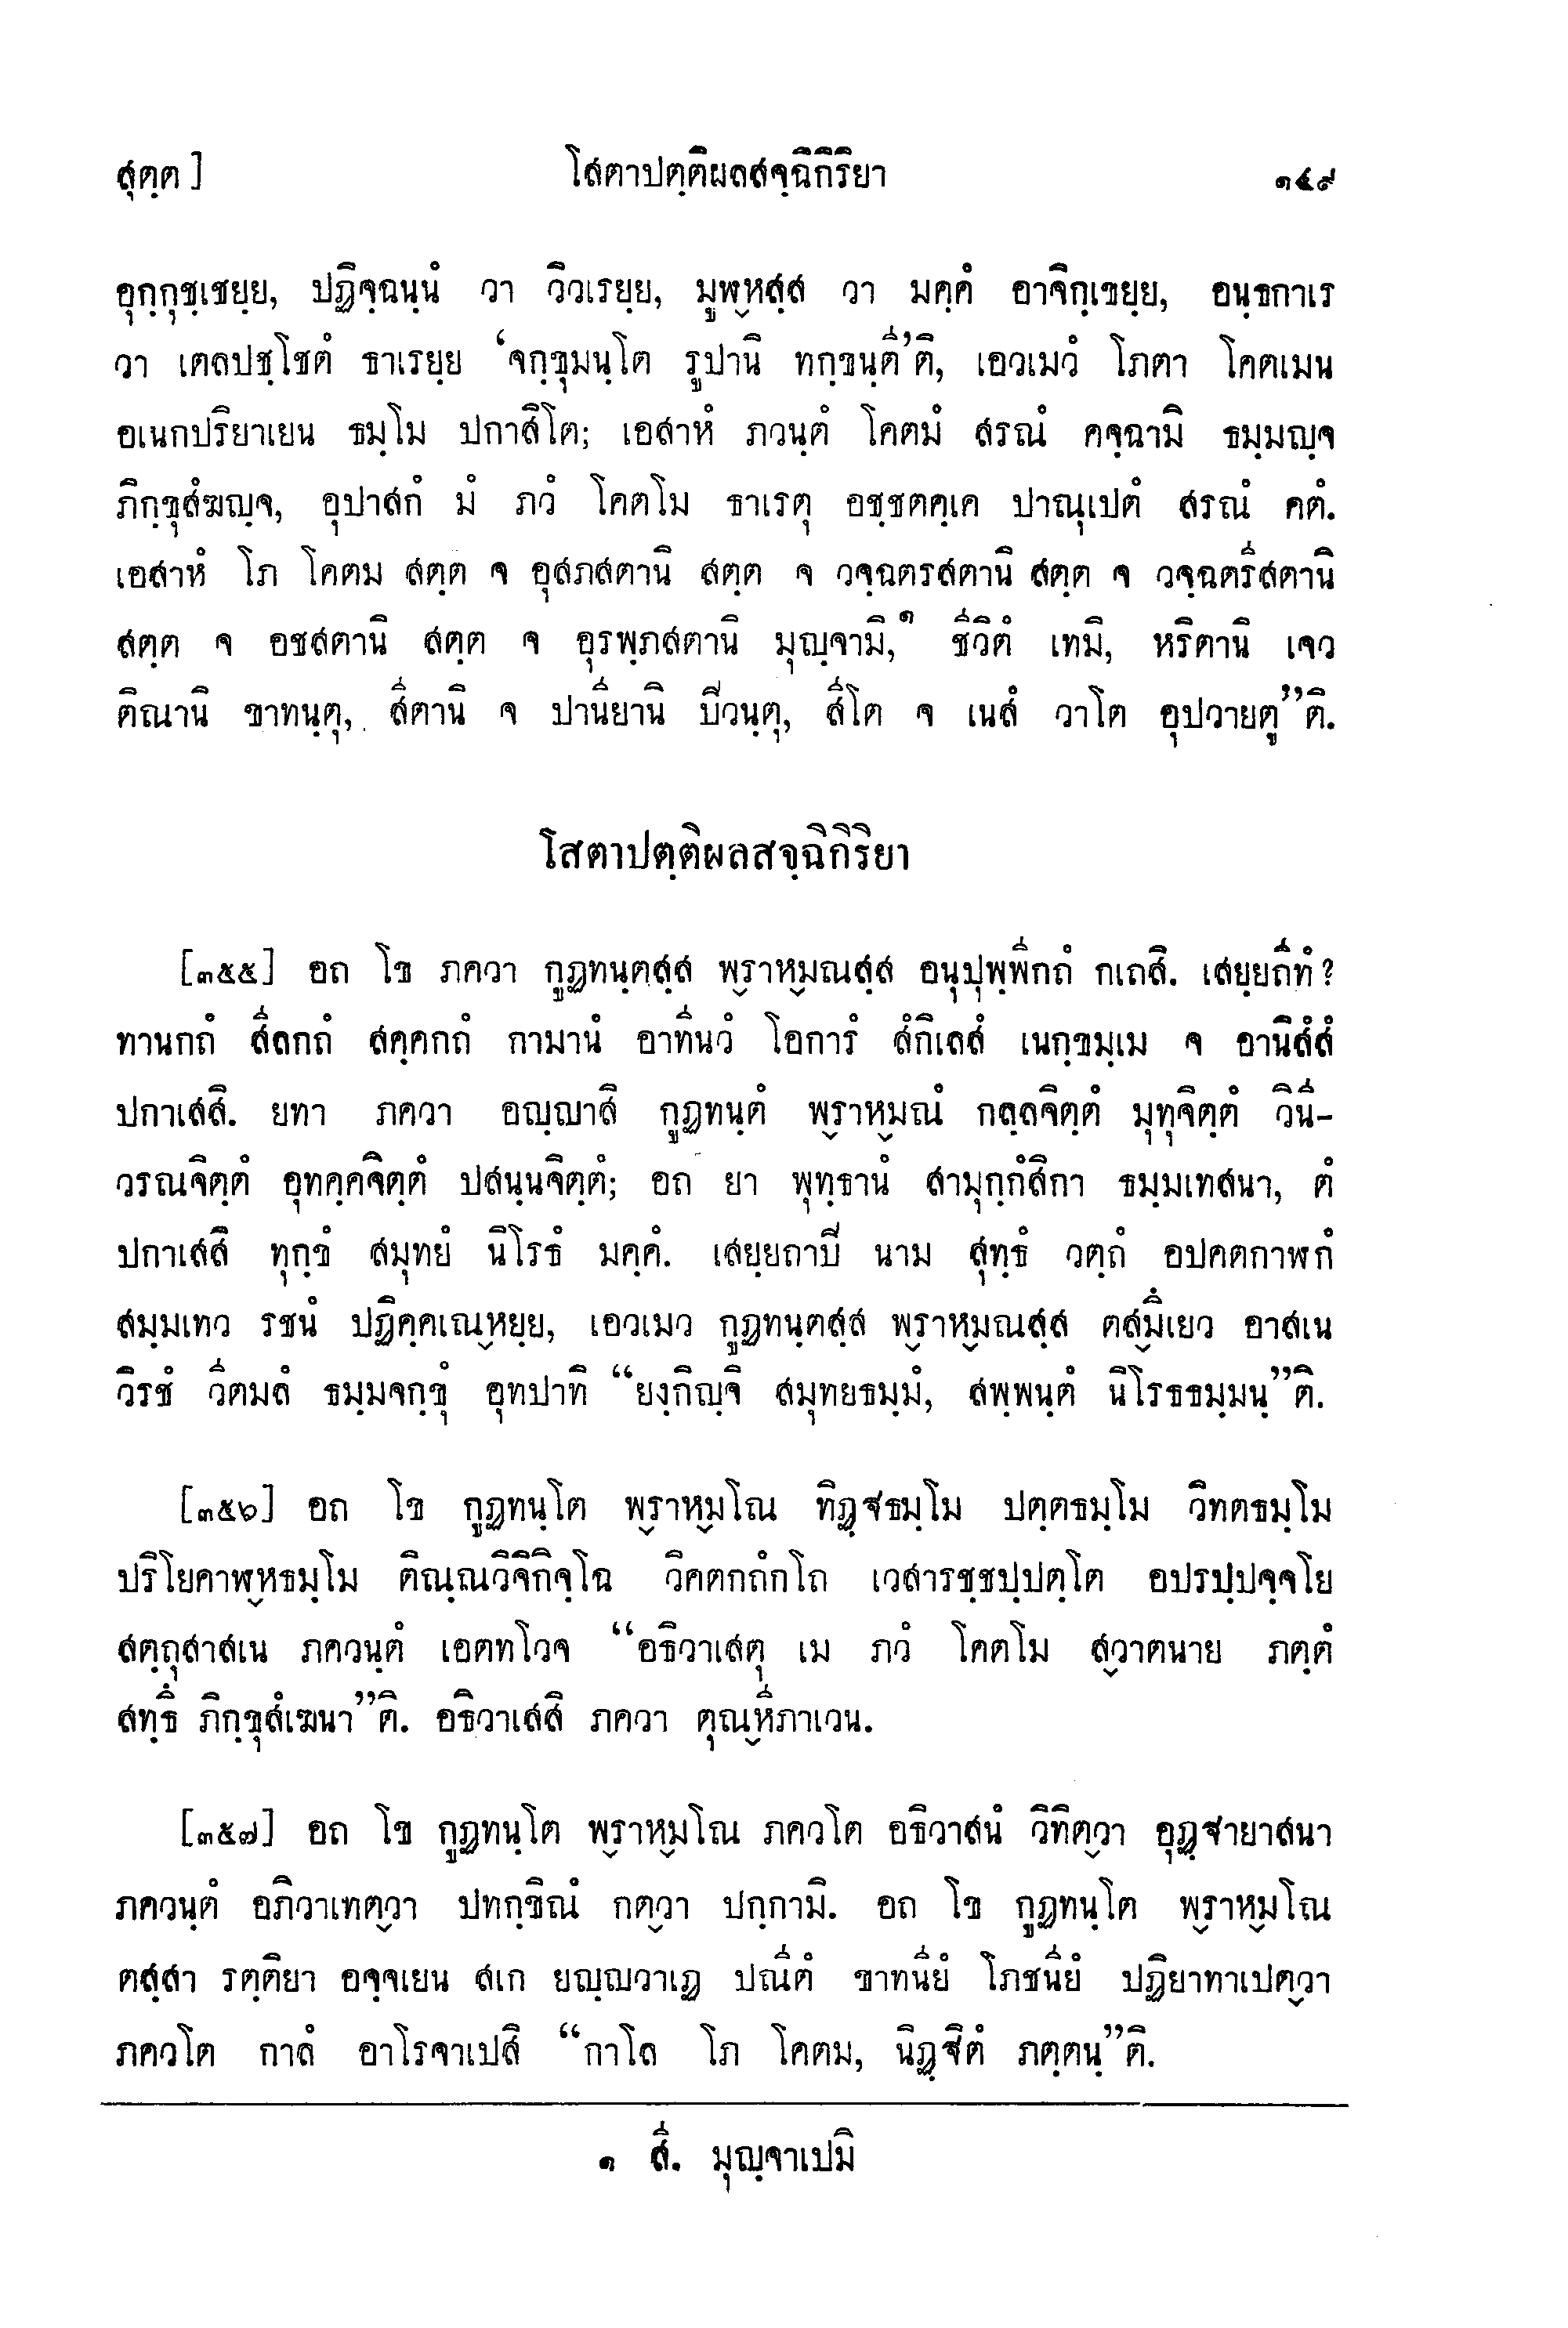 สุตฺต ]
โสตาปตฺติผลสจฺฉิกิริยา
๑๔๙
อุกฺกุชฺเชยฺย, ปฏิจฺฉนฺนํ วา วิวเรยฺย, มูฬฺหสฺส วา มคฺคํ อาจิกฺเขยฺย, อนฺธกาเร
วา เตลปชฺโชตํ ธาเรยฺย ‘จกฺขุมนฺโต รูปานิ ทกฺขนฺตี’ติ, เอวเมวํ โภตา โคตเมน
อเนกปริยาเยน ธมฺโม ปกาสิโต; เอสาหํ ภวนฺตํ โคตมํ สรณํ คจฺฉามิ ธมฺมญฺจ
ภิกฺขุสํฆญฺจ, อุปาสกํ มํ ภวํ โคตโม ธาเรตุ อชฺชตคฺเค ปาณุเปตํ สรณํ คตํ.
เอสาหํ โภ โคตม สตฺต จ อุสภสตานิ สตฺต จ วจฺฉตรสตานิ สตฺต จ วจฺฉตรีสตานิ
สตฺต จ อชสตานิ สตฺต จ อุรพฺภสตานิ มุญฺจามิ,๑ ชีวิตํ เทมิ, หริตานิ เจว
ติณานิ ขาทนฺตุ, สีตานิ จ ปานียานิ ปิวนฺตุ, สีโต จ เนสํ วาโต อุปวายตู”ติ.
โสตาปตฺติผลสจฺฉิกิริยา
[๓๕๕] อถ โข ภควา กูฏทนฺตสฺส พฺราหฺมณสฺส อนุปุพฺพีกถํ กเถสิ. เสยฺยถีทํ?
ทานกถํ สีลกถํ สคฺคกถํ กามานํ อาทีนวํ โอการํ สํกิเลสํ เนกฺขมฺเม จ อานิสํสํ
ปกาเสสิ. ยทา ภควา อญฺญาสิ กูฏทนฺตํ พฺราหฺมณํ กลฺลจิตฺตํ มุทุจิตฺตํ วินี-
วรณจิตฺตํ อุทคฺคจิตฺตํ ปสนฺนจิตฺตํ; อถ ยา พุทฺธานํ สามุกฺกํสิกา ธมฺมเทสนา, ตํ
ปกาเสสิ ทุกฺขํ สมุทยํ นิโรธํ มคฺคํ. เสยฺยถาปิ นาม สุทฺธํ วตฺถํ อปคตกาฬกํ
สมฺมเทว รชนํ ปฏิคฺคเณฺหยฺย, เอวเมว กูฏทนฺตสฺส พฺราหฺมณสฺส ตสฺมึเยว อาสเน
วิรชํ วีตมลํ ธมฺมจกฺขุํ อุทปาทิ “ยงฺกิญฺจิ สมุทยธมฺมํ, สพฺพนฺตํ นิโรธธมฺมนฺ”ติ.
[๓๕๖] อถ โข กูฏทนฺโต พฺราหฺมโณ ทิฏฺฐธมฺโม ปตฺตธมฺโม วิทิตธมฺโม
ปริโยคาฬฺหธมฺโม ติณฺณวิจิกิจฺโฉ วิคตกถํกโถ เวสารชฺชปฺปตฺโต อปรปฺปจฺจโย
สตฺถุสาสเน ภควนฺตํ เอตทโวจ “อธิวาเสตุ เม ภวํ โคตโม สฺวาตนาย ภตฺตํ
สทฺธึ ภิกฺขุสํเฆนา”ติ. อธิวาเสสิ ภควา ตุณฺหีภาเวน.
[๓๕๗] อถ โข กูฏทนฺโต พฺราหฺมโณ ภควโต อธิวาสนํ วิทิตฺวา อุฏฺฐายาสนา
ภควนฺตํ อภิวาเทตฺวา ปทกฺขิณํ กตฺวา ปกฺกามิ. อถ โข กูฏทนฺโต พฺราหฺมโณ
ตสฺสา รตฺติยา อจฺจเยน สเก ยญฺญวาเฏ ปณีตํ ขาทนียํ โภชนียํ ปฏิยาทาเปตฺวา
ภควโต กาลํ อาโรจาเปสิ “กาโล โภ โคตม, นิฏฺฐิตํ ภตฺตนฺ”ติ.
๑ สี. มุญฺจาเปมิ